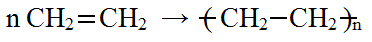 n CH₂=CH₂ → -(CH₂-CH₂-)ₙ